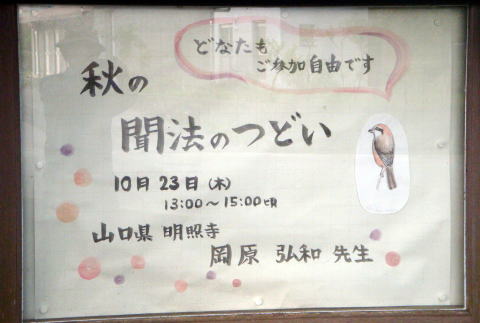 どなたも
ご参加自由です
秋の
聞法のつどい
10月23日(木)
13:00~15:00時
山口県 明照寺
岡原 弘和 先生